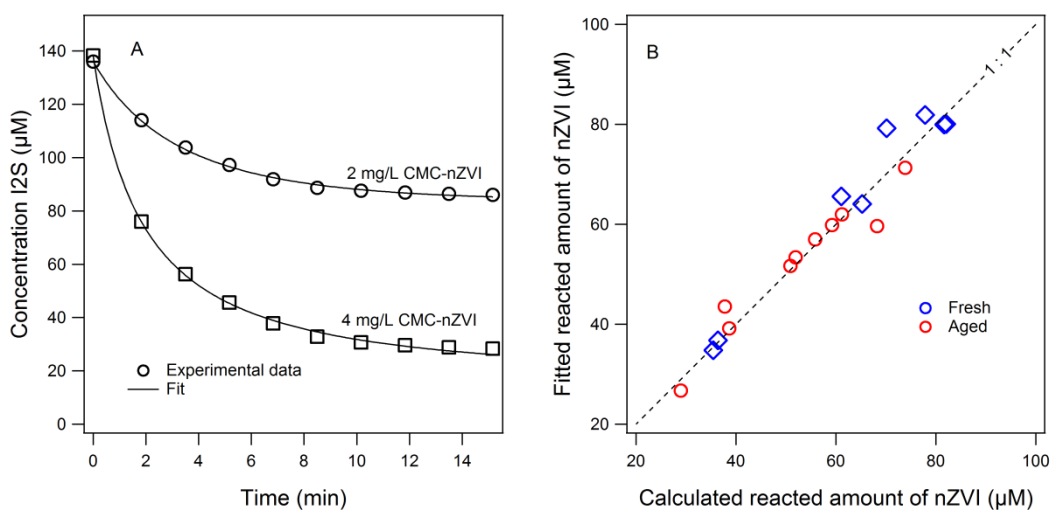 A
Concentration I2S (µM)
140
120
100
80
60
40
20
0
2 mg/L CMC-nZVI
4 mg/L CMC-nZVI
Experimental data
Fit
0 2 4 6 8 10 12 14
Time (min)
B
Fitted reacted amount of nZVI (µM)
100
80
60
40
20
1:1
Fresh
Aged
20 40 60 80 100
Calculated reacted amount of nZVI (µM)